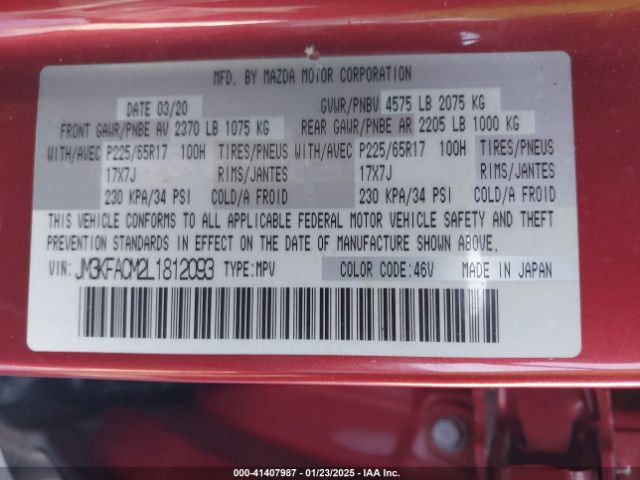 MFD. BY MAZDA MOTOR CORPORATION
DATE 03/20 GVWR/PNBV 4575 LB 2075 KG
FRONT GAWR/PNBE AV 2370 LB 1075 KG REAR GAWR/PNBE AR 2205 LB 1000 KG
WITH/AVEC P225/65R17 100H TIRES/PNEUS WITH/AVEC P225/65R17 100H TIRES/PNEUS
17X7J RIMS/JANTES 17X7J RIMS/JANTES
230 KPA/34 PSI COLD/A FROID 230 KPA/34 PSI COLD/A FROID
THIS VEHICLE CONFORMS TO ALL APPLICABLE FEDERAL MOTOR VEHICLE SAFETY AND THEFT
PREVENTION STANDARDS IN EFFECT ON THE DATE OF MANUFACTURE SHOWN ABOVE.
VIN: JM3KFACM2L1812093 TYPE:MPV COLOR CODE:46V MADE IN JAPAN
000-41407987 - 01/23/2025 - IAA Inc.